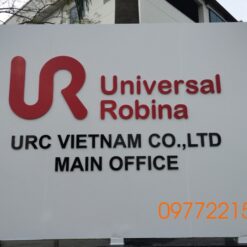 UR Universal
Robina
URC VIETNAM CO.,LTD
MAIN OFFICE
09772215